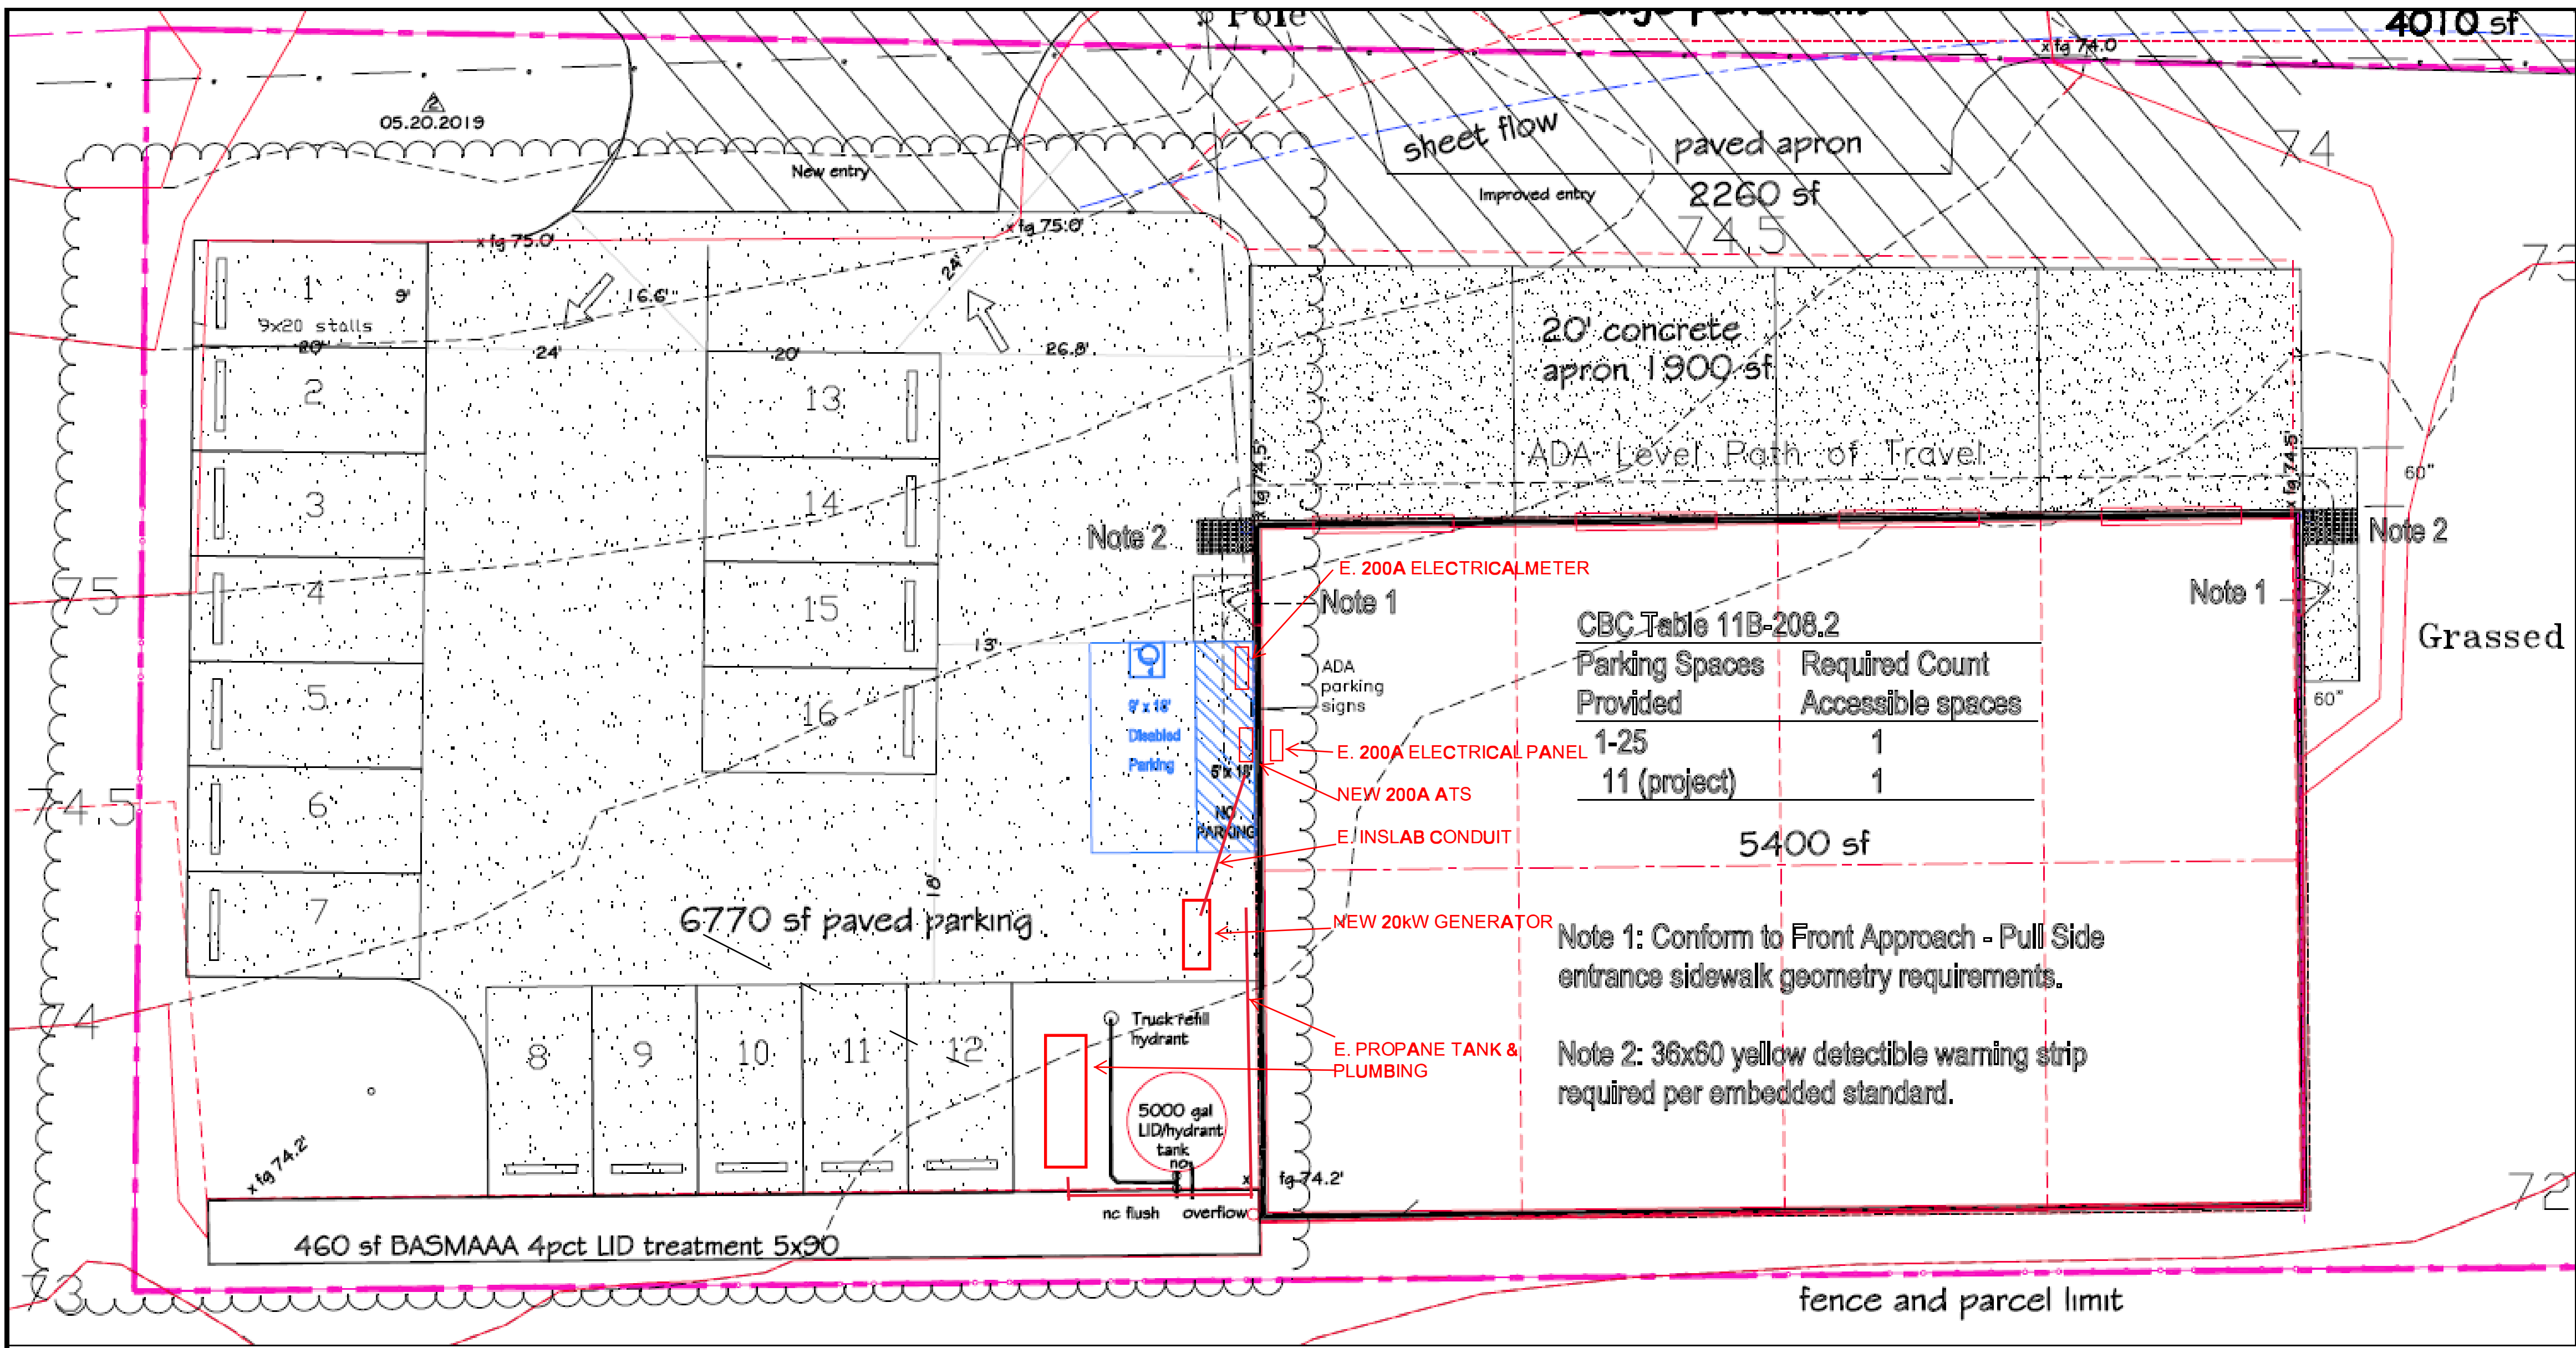 Pole
4010 sf
x fg 74.0
2
05.20.2019
sheet flow
paved apron
74
New entry
Improved entry
2260 sf
x fg 75.0'
x fg 75.0'
74.5
1
9'
16.6'
24'
9x20 stalls
20'
24'
20'
26.8'
20' concrete
apron 1900 sf
2
13
ADA Level Path of Travel
x fg 74.5'
x fg 74.5'
60"
3
14
Note 2
Note 2
E. 200A ELECTRICALMETER
75
4
15
Note 1
Note 1
CBC Table 11B-208.2
Grassed
13'
Parking Spaces Required Count
Provided Accessible spaces
ADA
parking
signs
60"
5
16
9' x 18'
Disabled
Parking
1-25 1
E. 200A ELECTRICAL PANEL
5' x 18'
11 (project) 1
NEW 200A ATS
74.5
6
NO
PARKING
E. INSLAB CONDUIT
5400 sf
18'
7
6770 sf paved parking
NEW 20kW GENERATOR
Note 1: Conform to Front Approach - Pull Side
entrance sidewalk geometry requirements.
74
Truck refill
hydrant
8
9
10
11
12
E. PROPANE TANK &
PLUMBING
Note 2: 36x60 yellow detectible warning strip
required per embedded standard.
5000 gal
LID/hydrant
tank
no
x fg 74.2'
x fg 74.2'
72
nc flush
overflow
460 sf BASMAAA 4pct LID treatment 5x90
73
fence and parcel limit